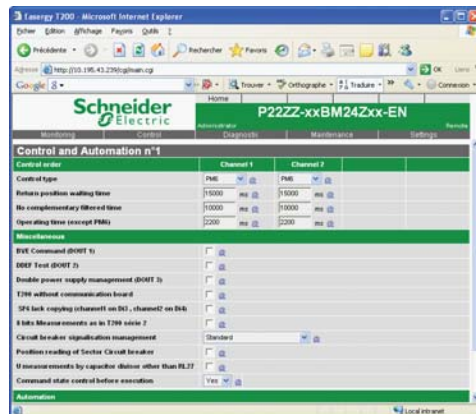 Easergy T200 - Microsoft Internet Explorer
Fichier Edition Affichage Favoris Outils ?
Précédente Rechercher Favoris
Adresse http://10.195.43.239/cgi/main.cgi OK Liens
Google Trouver Orthographe Traduire Connexion
Schneider Electric
Home
P22ZZ-xxBM24Zxx-EN
Administrator Remote
Monitoring Control Diagnostic Maintenance Settings
Control and Automation n°1
Control order Channel 1 Channel 2
Control type PM6 PM6
Return position waiting time 15000 ms 15000 ms
No complementary filtered time 10000 ms 10000 ms
Operating time (except PM6) 2200 ms 2200 ms
Miscellaneous
BVE Command (DOUT 1)
DDEF Test (DOUT 2)
Double power supply management (DOUT 3)
T200 without communication board
SF6 lack copying (channel1 on Di3 , channel2 on Di4)
8 bits Measurements as in T200 série 2
Circuit breaker signalisation management Standard
Position reading of Sector Circuit breaker
U measurements by capacitor divisor other than RL27
Command state control before execution Yes
Automation
Local intranet